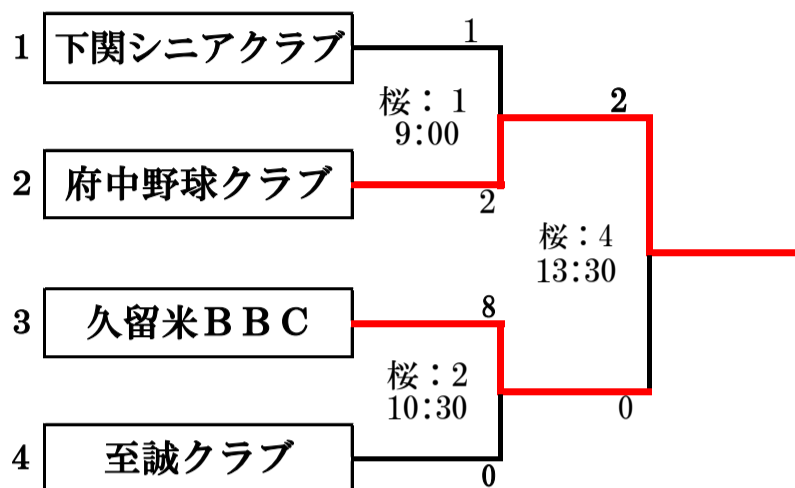 1 下関シニアクラブ
1
桜：1
9:00
2 府中野球クラブ
2
2
桜：4
13:30
3 久留米ＢＢＣ
8
桜：2
10:30
0
4 至誠クラブ
0